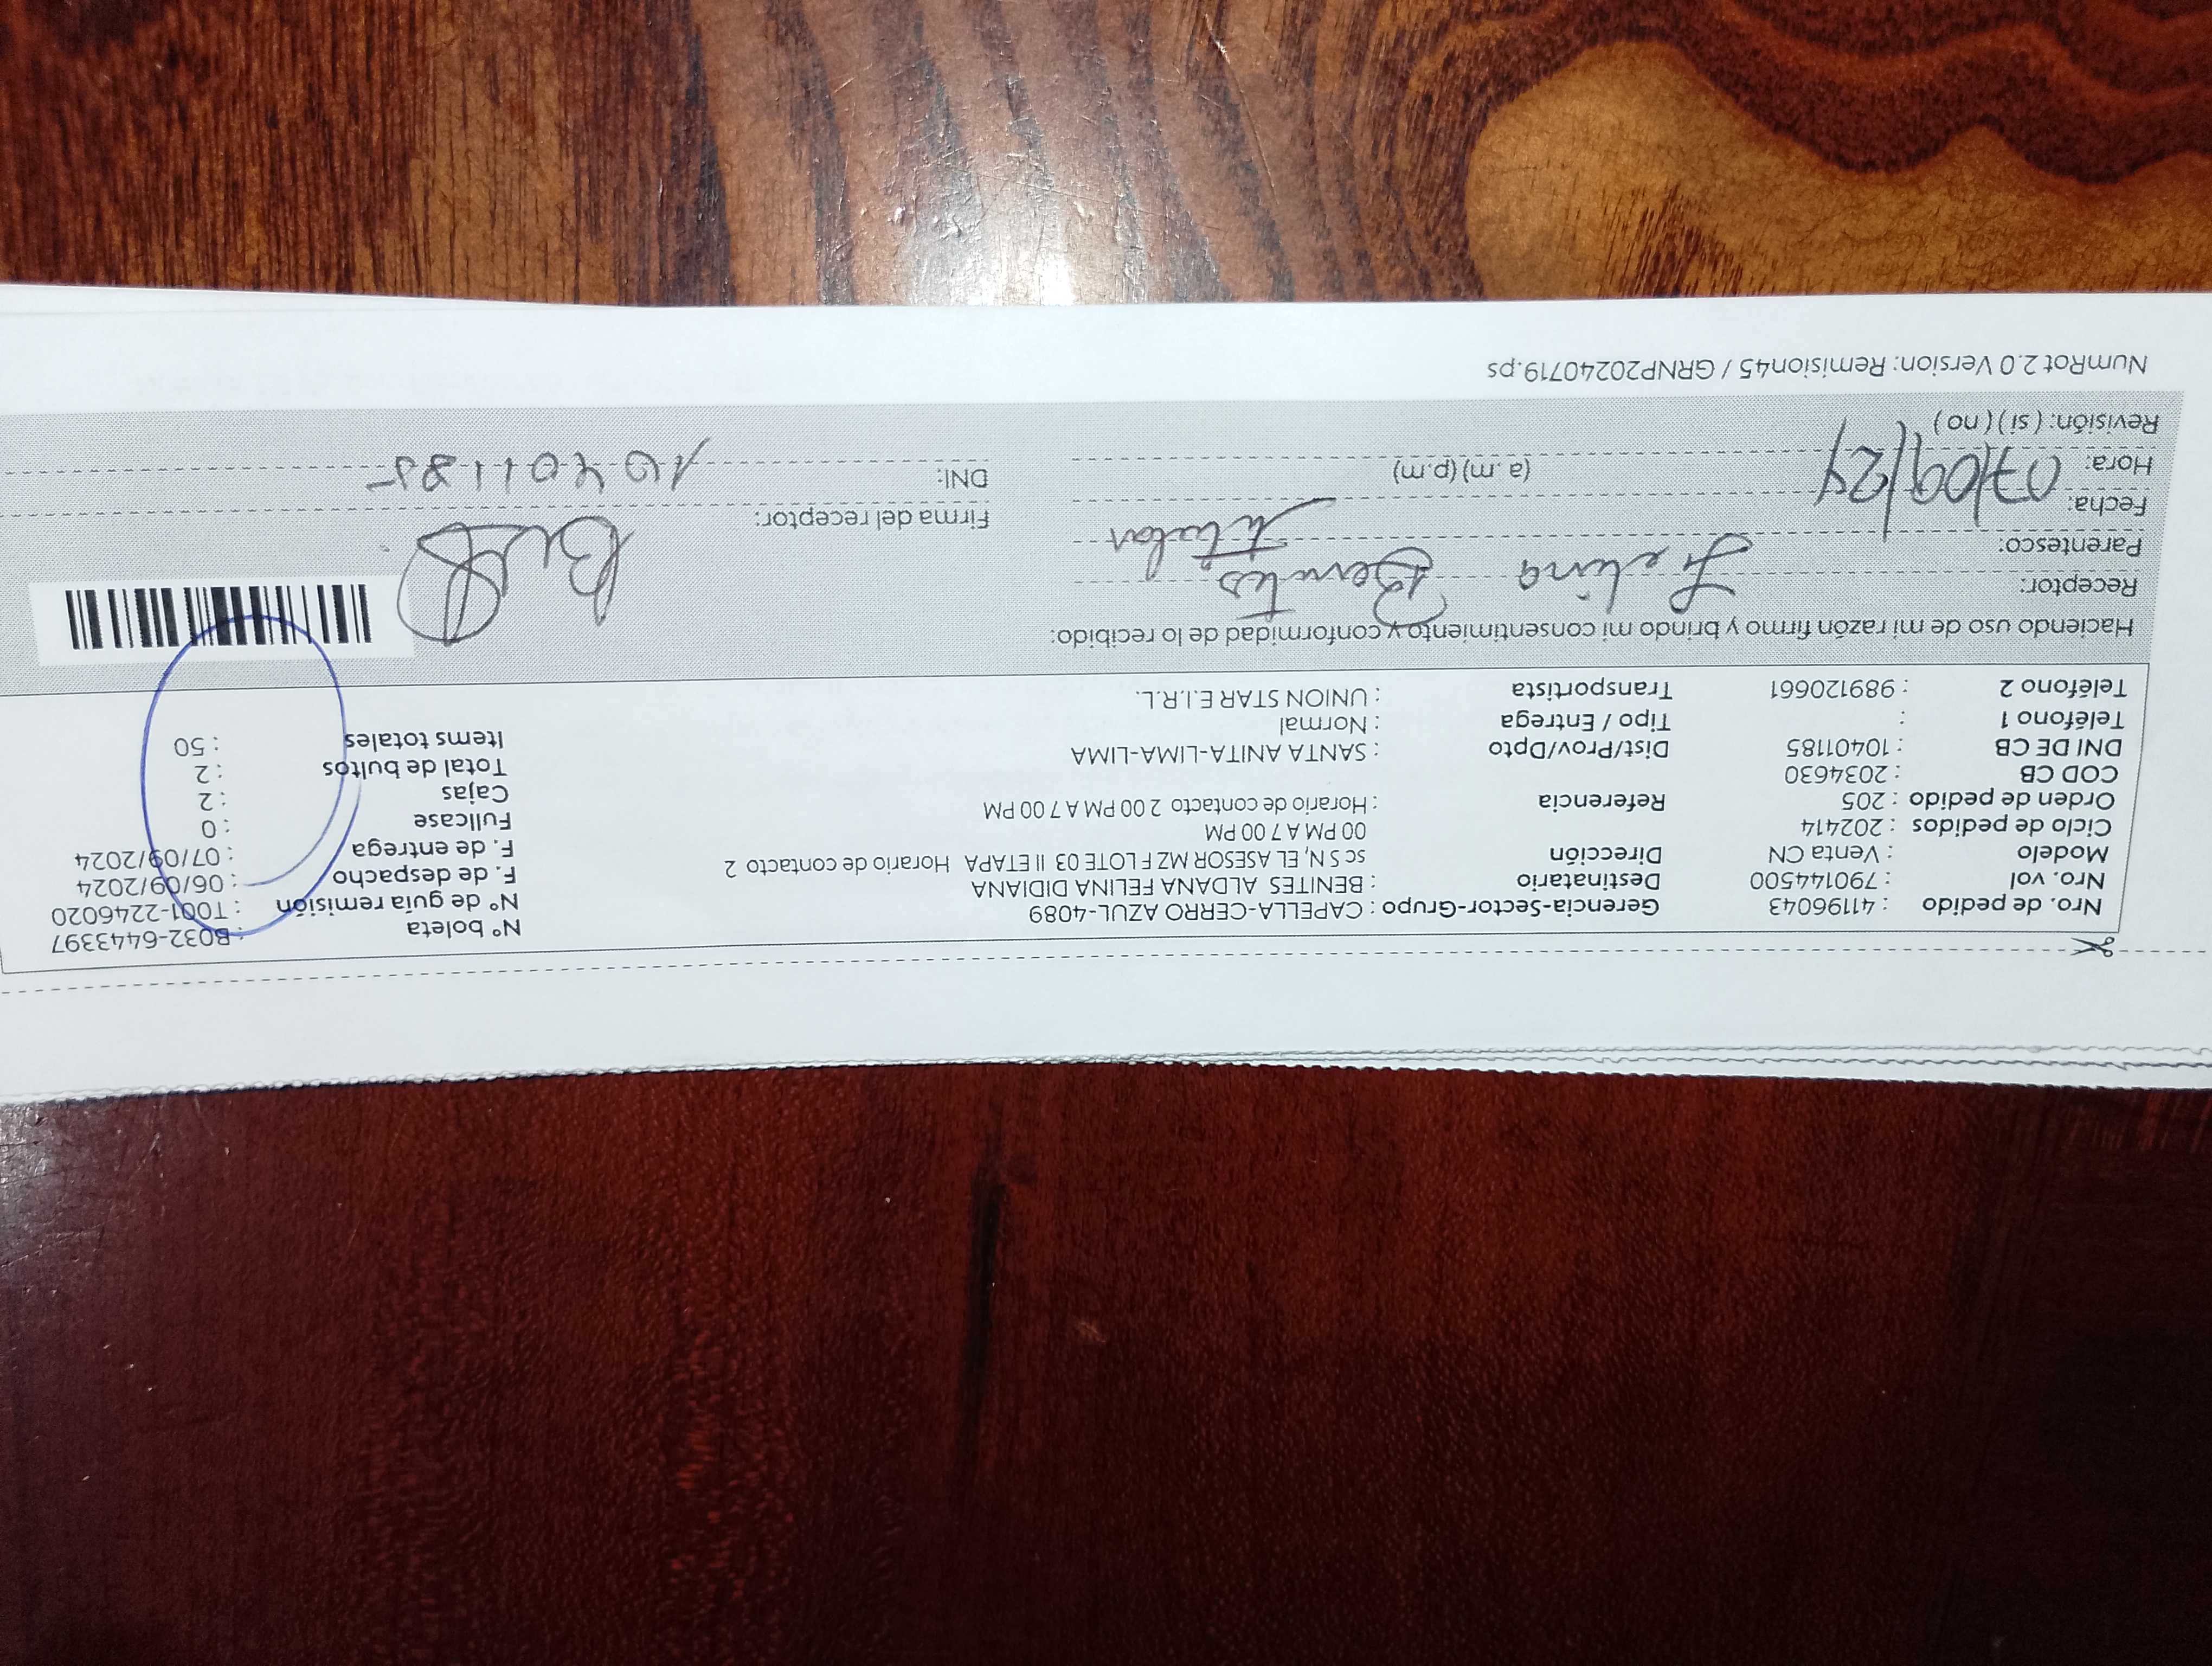 Nro. de pedido : 41196043 Gerencia-Sector-Grupo : CAPELLA-CERRO AZUL-4089 N° boleta : B032-6443397
Nro. vol : 790144500 Destinatario : BENITES ALDANA FELINA DIDIANA N° de guía remisión : T001-2246020
Modelo : Venta CN Dirección sc S N, EL ASESOR MZ F LOTE 03 II ETAPA Horario de contacto 2 F. de despacho : 06/09/2024
Ciclo de pedidos : 202414 00 PM A 7 00 PM F. de entrega : 07/09/2024
Orden de pedido : 205 Referencia : Horario de contacto 2 00 PM A 7 00 PM Fullcase : 0
COD CB : 2034630 Cajas : 2
DNI DE CB : 10401185 Dist/Prov/Dpto : SANTA ANITA-LIMA-LIMA Total de bultos : 2
Teléfono 1 : Tipo / Entrega : Normal Items totales : 50
Teléfono 2 : 989120661 Transportista : UNION STAR E.I.R.L.
Haciendo uso de mi razón firmo y brindo mi consentimiento y conformidad de lo recibido:
Receptor: Felina Benites
Parentesco: titular
Fecha: 07/09/24 Firma del receptor:
Hora: (a.m) (p.m) DNI: 10401185
Revisión: ( si ) ( no )
NumRot 2.0 Version: Remision45 / GRNP20240719.ps